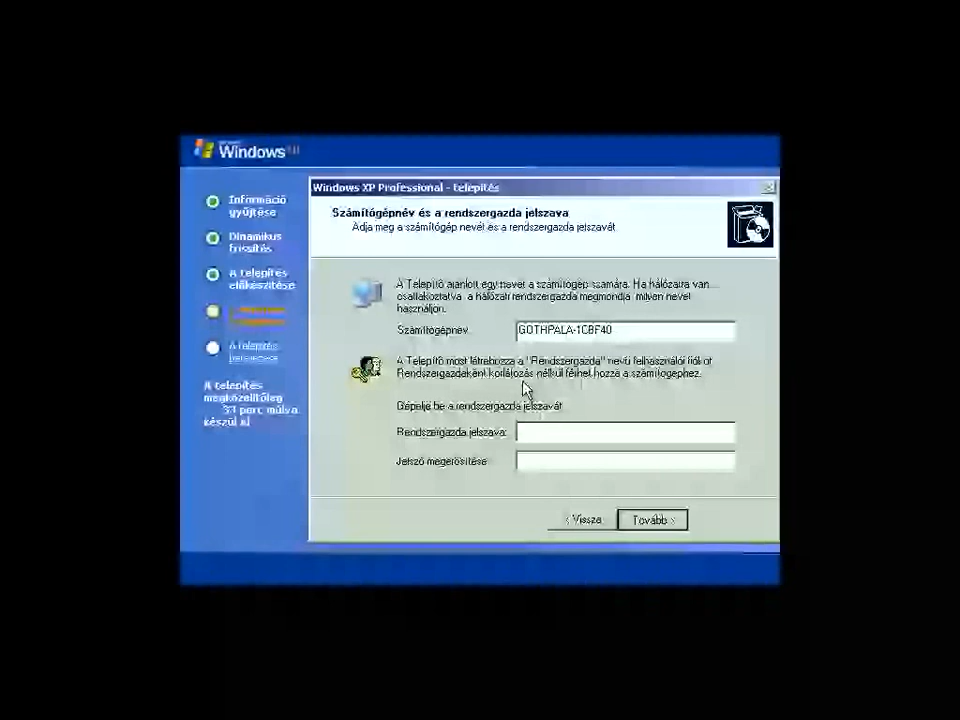 Windows XP
Információ
gyűjtése
Dinamikus
frissítés
A telepítés
előkészítése
A telepítés
A telepítés
megközelítőleg
perc múlva
készül el
Windows XP Professional - telepítés
Számítógépnév és a rendszergazda jelszava
Adja meg a számítógép nevét és a rendszergazda jelszavát.
A Telepítő ajánlott egy nevet a számítógép számára. Ha hálózatra van
csatlakoztatva, a hálózati rendszergazda megmondja, milyen nevet
használjon.
Számítógépnév:
GOTHPALA-1CBF40
A Telepítő most létrehozza a "Rendszergazda" nevű felhasználói fiókot.
Rendszergazdaként korlátozás nélkül férhet hozzá a számítógéphez.
Gépelje be a rendszergazda jelszavát.
Rendszergazda jelszava:
Jelszó megerősítése:
< Vissza
Tovább >